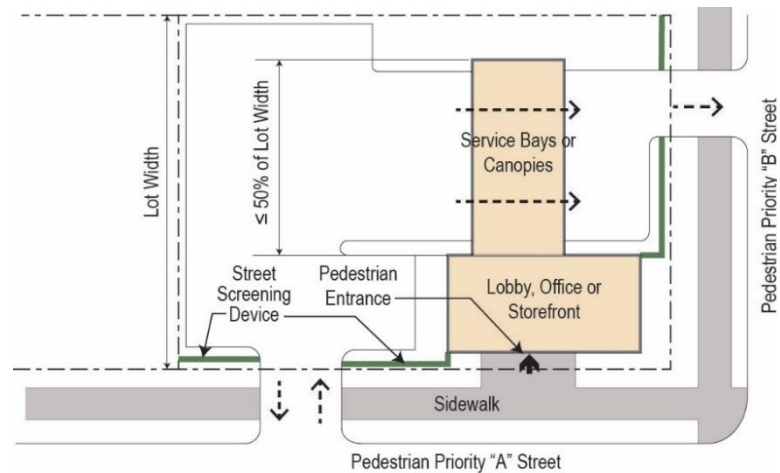 Lot Width
≤ 50% of Lot Width
Service Bays or
Canopies
Pedestrian Priority "B" Street
Street
Screening
Device
Pedestrian
Entrance
Lobby, Office or
Storefront
Sidewalk
Pedestrian Priority "A" Street